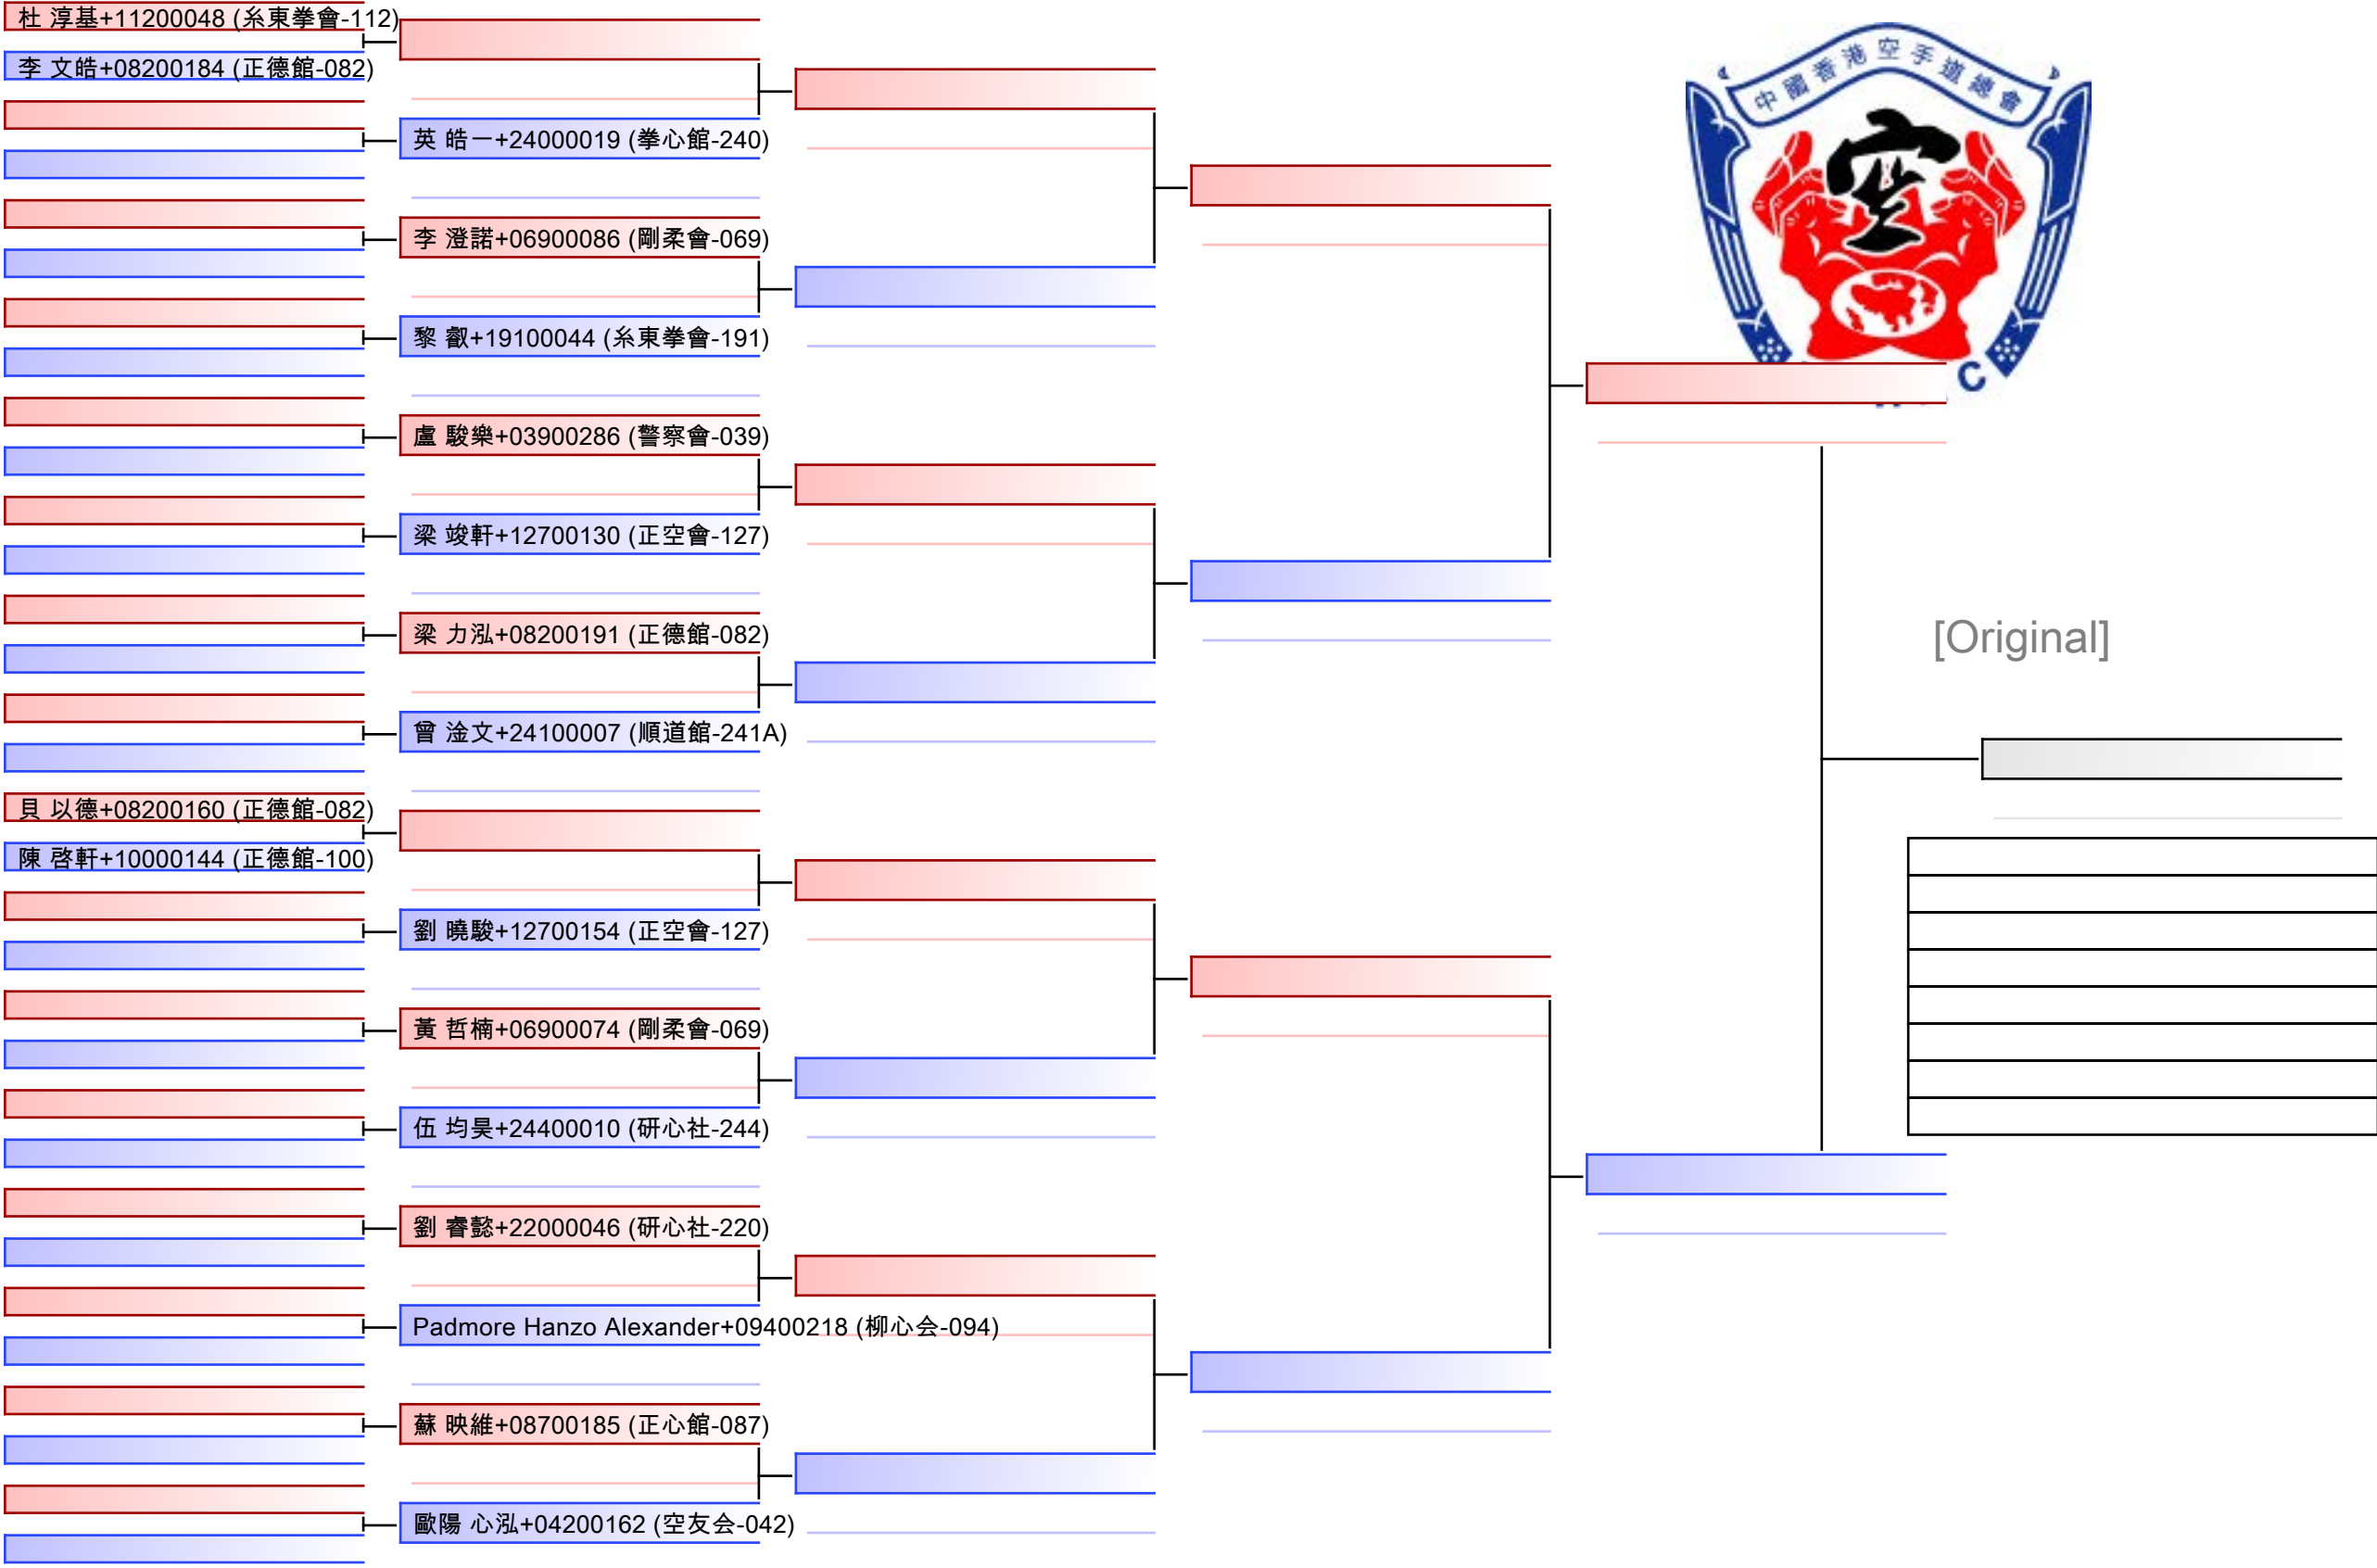 杜 淳基+11200048 (糸東拳會-112)
李 文皓+08200184 (正德館-082)
英 皓一+24000019 (拳心館-240)
李 澄諾+06900086 (剛柔會-069)
黎 叡+19100044 (糸東拳會-191)
盧 駿樂+03900286 (警察會-039)
梁 竣軒+12700130 (正空會-127)
梁 力泓+08200191 (正德館-082)
曾 淦文+24100007 (順道館-241A)
貝 以德+08200160 (正德館-082)
陳 啓軒+10000144 (正德館-100)
劉 曉駿+12700154 (正空會-127)
黃 哲楠+06900074 (剛柔會-069)
伍 均昊+24400010 (研心社-244)
劉 睿懿+22000046 (研心社-220)
Padmore Hanzo Alexander+09400218 (柳心会-094)
蘇 映維+08700185 (正心館-087)
歐陽 心泓+04200162 (空友会-042)
中國香港空手道總會
空
C
[Original]